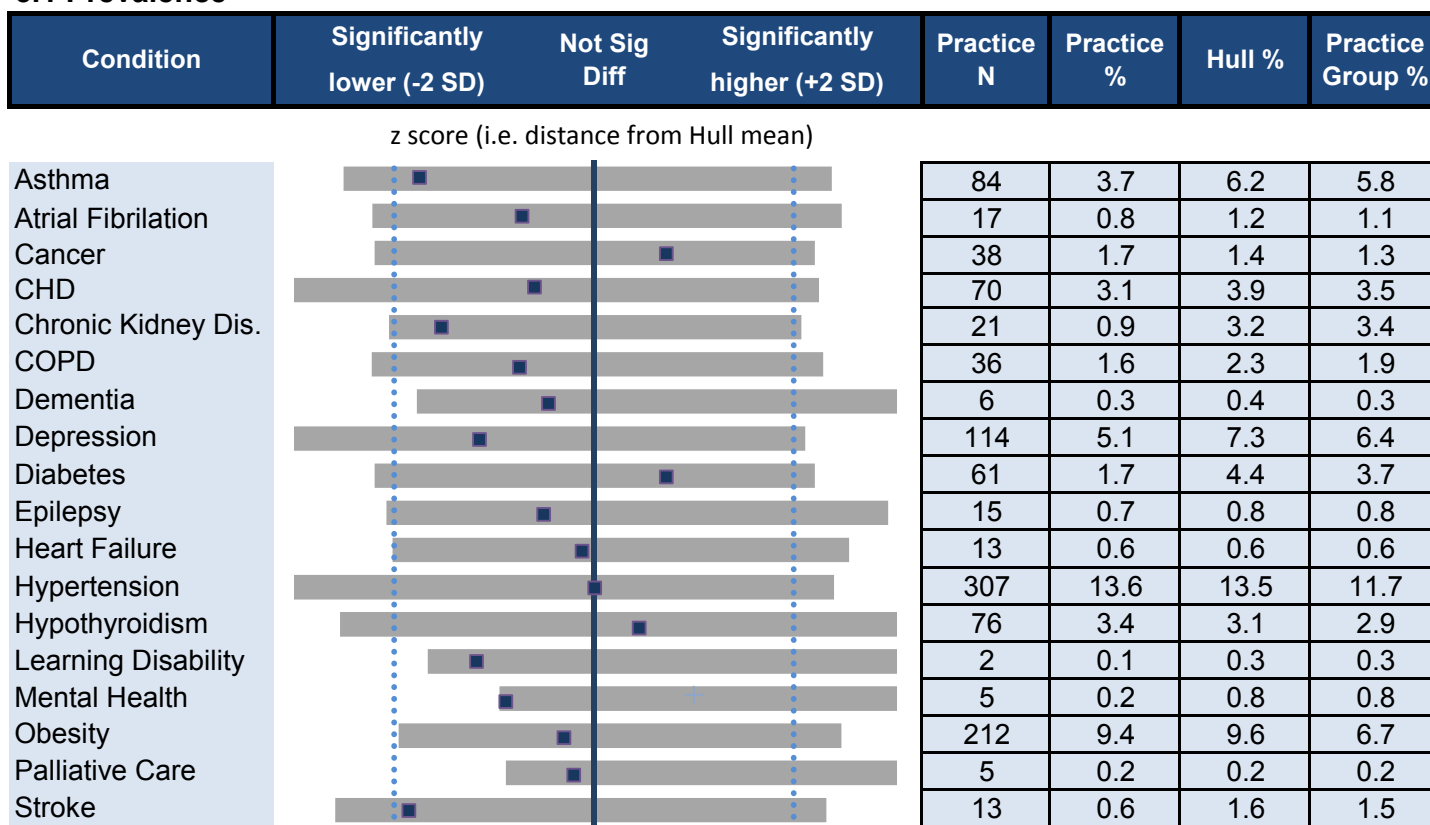 Condition Significantly lower (-2 SD) Not Sig Diff Significantly higher (+2 SD) Practice N Practice % Hull % Practice Group %
z score (i.e. distance from Hull mean)
Asthma 84 3.7 6.2 5.8
Atrial Fibrilation 17 0.8 1.2 1.1
Cancer 38 1.7 1.4 1.3
CHD 70 3.1 3.9 3.5
Chronic Kidney Dis. 21 0.9 3.2 3.4
COPD 36 1.6 2.3 1.9
Dementia 6 0.3 0.4 0.3
Depression 114 5.1 7.3 6.4
Diabetes 61 1.7 4.4 3.7
Epilepsy 15 0.7 0.8 0.8
Heart Failure 13 0.6 0.6 0.6
Hypertension 307 13.6 13.5 11.7
Hypothyroidism 76 3.4 3.1 2.9
Learning Disability 2 0.1 0.3 0.3
Mental Health 5 0.2 0.8 0.8
Obesity 212 9.4 9.6 6.7
Palliative Care 5 0.2 0.2 0.2
Stroke 13 0.6 1.6 1.5